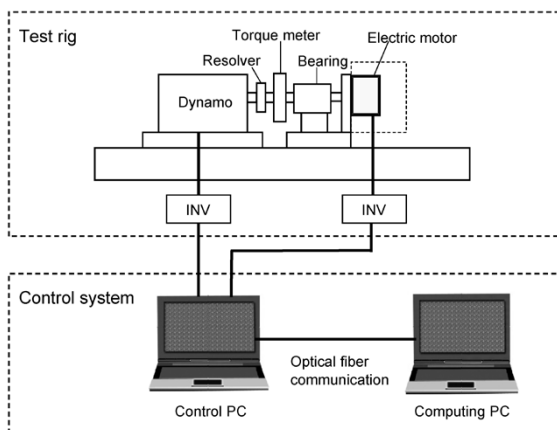 Test rig
Torque meter
Electric motor
Resolver
Bearing
Dynamo
INV
INV
Control system
Optical fiber
communication
Control PC
Computing PC